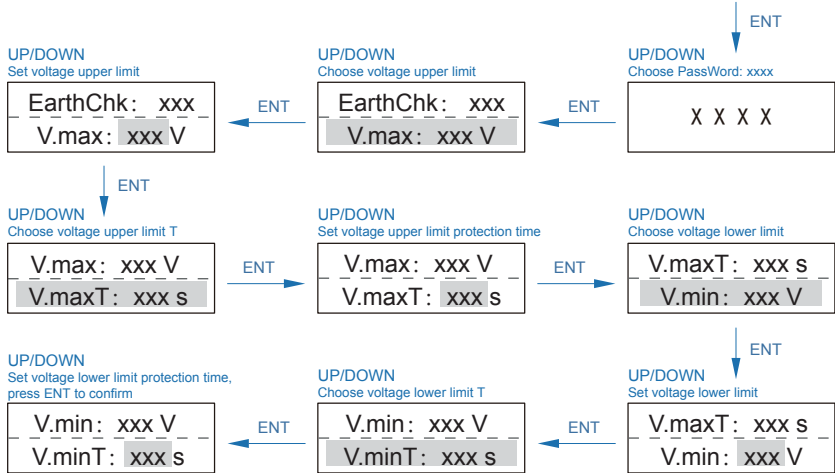 ENT
UP/DOWN
Set voltage upper limit
EarthChk: xxx
V.max: xxx V
ENT
UP/DOWN
Choose voltage upper limit
EarthChk: xxx
V.max: xxx V
ENT
UP/DOWN
Choose PassWord: xxxx
X X X X
ENT
UP/DOWN
Choose voltage upper limit T
V.max: xxx V
V.maxT: xxx s
ENT
UP/DOWN
Set voltage upper limit protection time
V.max: xxx V
V.maxT: xxx s
ENT
UP/DOWN
Choose voltage lower limit
V.maxT: xxx s
V.min: xxx V
ENT
UP/DOWN
Set voltage lower limit protection time,
press ENT to confirm
V.min: xxx V
V.minT: xxx s
ENT
UP/DOWN
Choose voltage lower limit T
V.min: xxx V
V.minT: xxx s
ENT
UP/DOWN
Set voltage lower limit
V.maxT: xxx s
V.min: xxx V